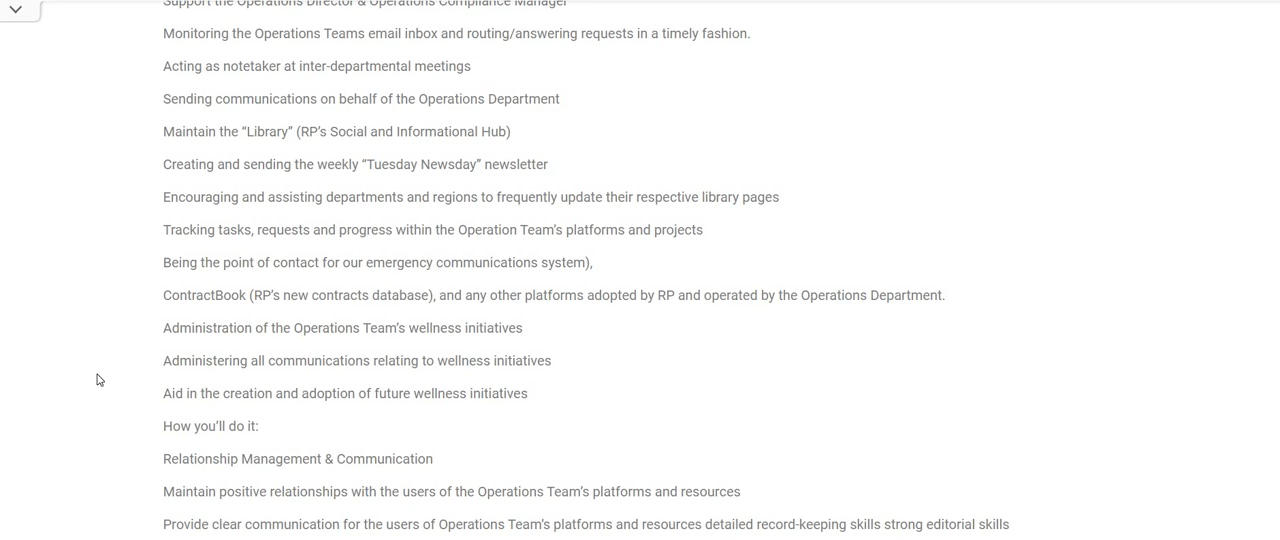 Support the Operations Director & Operations Compliance Manager
Monitoring the Operations Teams email inbox and routing/answering requests in a timely fashion.
Acting as notetaker at inter-departmental meetings
Sending communications on behalf of the Operations Department
Maintain the “Library” (RP’s Social and Informational Hub)
Creating and sending the weekly “Tuesday Newsday” newsletter
Encouraging and assisting departments and regions to frequently update their respective library pages
Tracking tasks, requests and progress within the Operation Team’s platforms and projects
Being the point of contact for our emergency communications system),
ContractBook (RP’s new contracts database), and any other platforms adopted by RP and operated by the Operations Department.
Administration of the Operations Team’s wellness initiatives
Administering all communications relating to wellness initiatives
Aid in the creation and adoption of future wellness initiatives
How you’ll do it:
Relationship Management & Communication
Maintain positive relationships with the users of the Operations Team’s platforms and resources
Provide clear communication for the users of Operations Team’s platforms and resources detailed record-keeping skills strong editorial skills